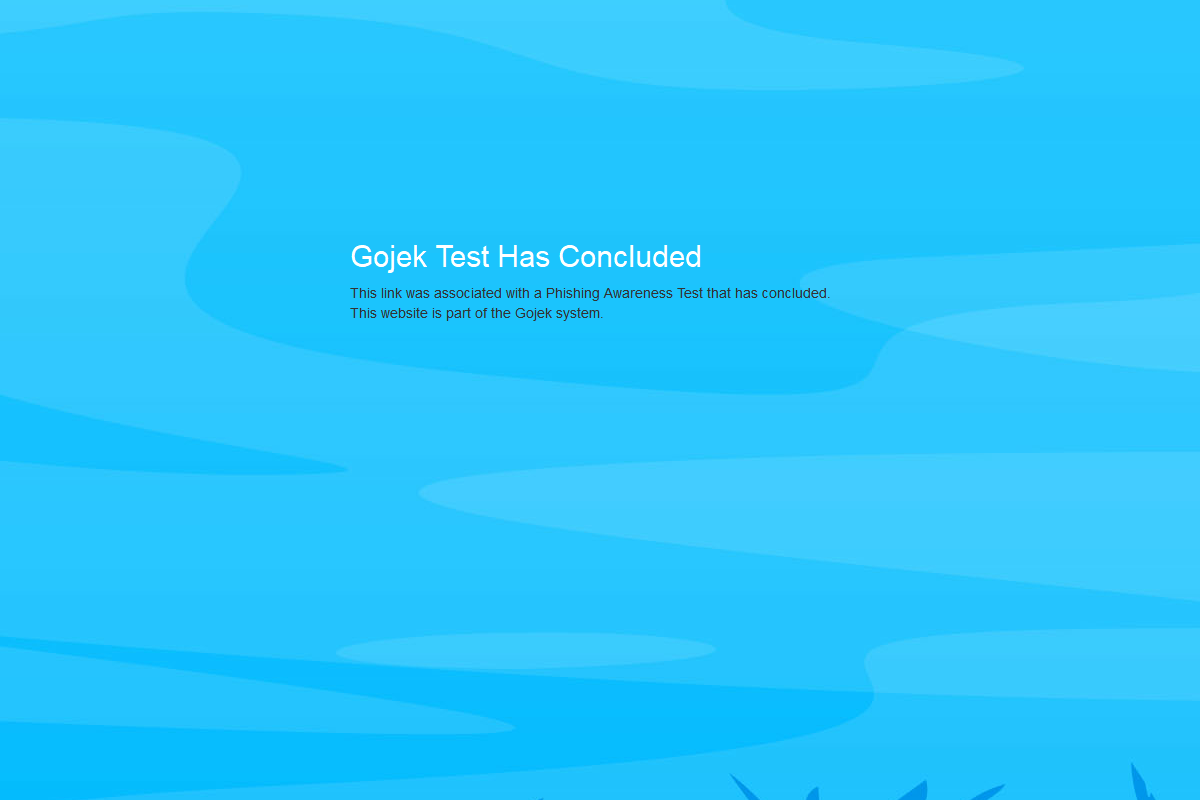 Gojek Test Has Concluded
This link was associated with a Phishing Awareness Test that has concluded.
This website is part of the Gojek system.